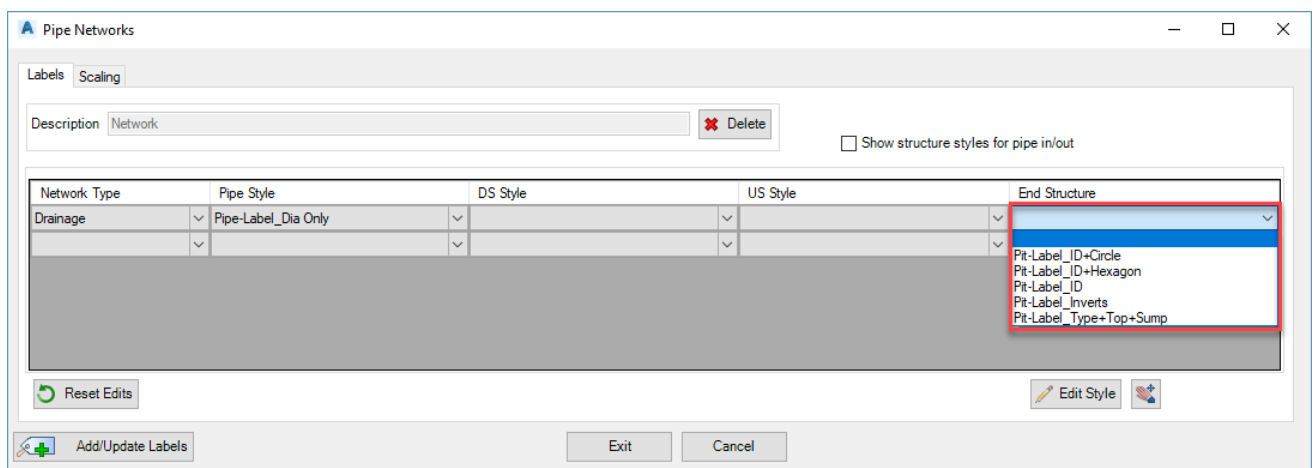 Pipe Networks
Labels Scaling
Description Network Delete
Show structure styles for pipe in/out
Network Type Pipe Style DS Style US Style End Structure
Drainage Pipe-Label_Dia Only
Pit-Label_ID+Circle
Pit-Label_ID+Hexagon
Pit-Label_ID
Pit-Label_Inverts
Pit-Label_Type+Top+Sump
Reset Edits Edit Style
Add/Update Labels Exit Cancel